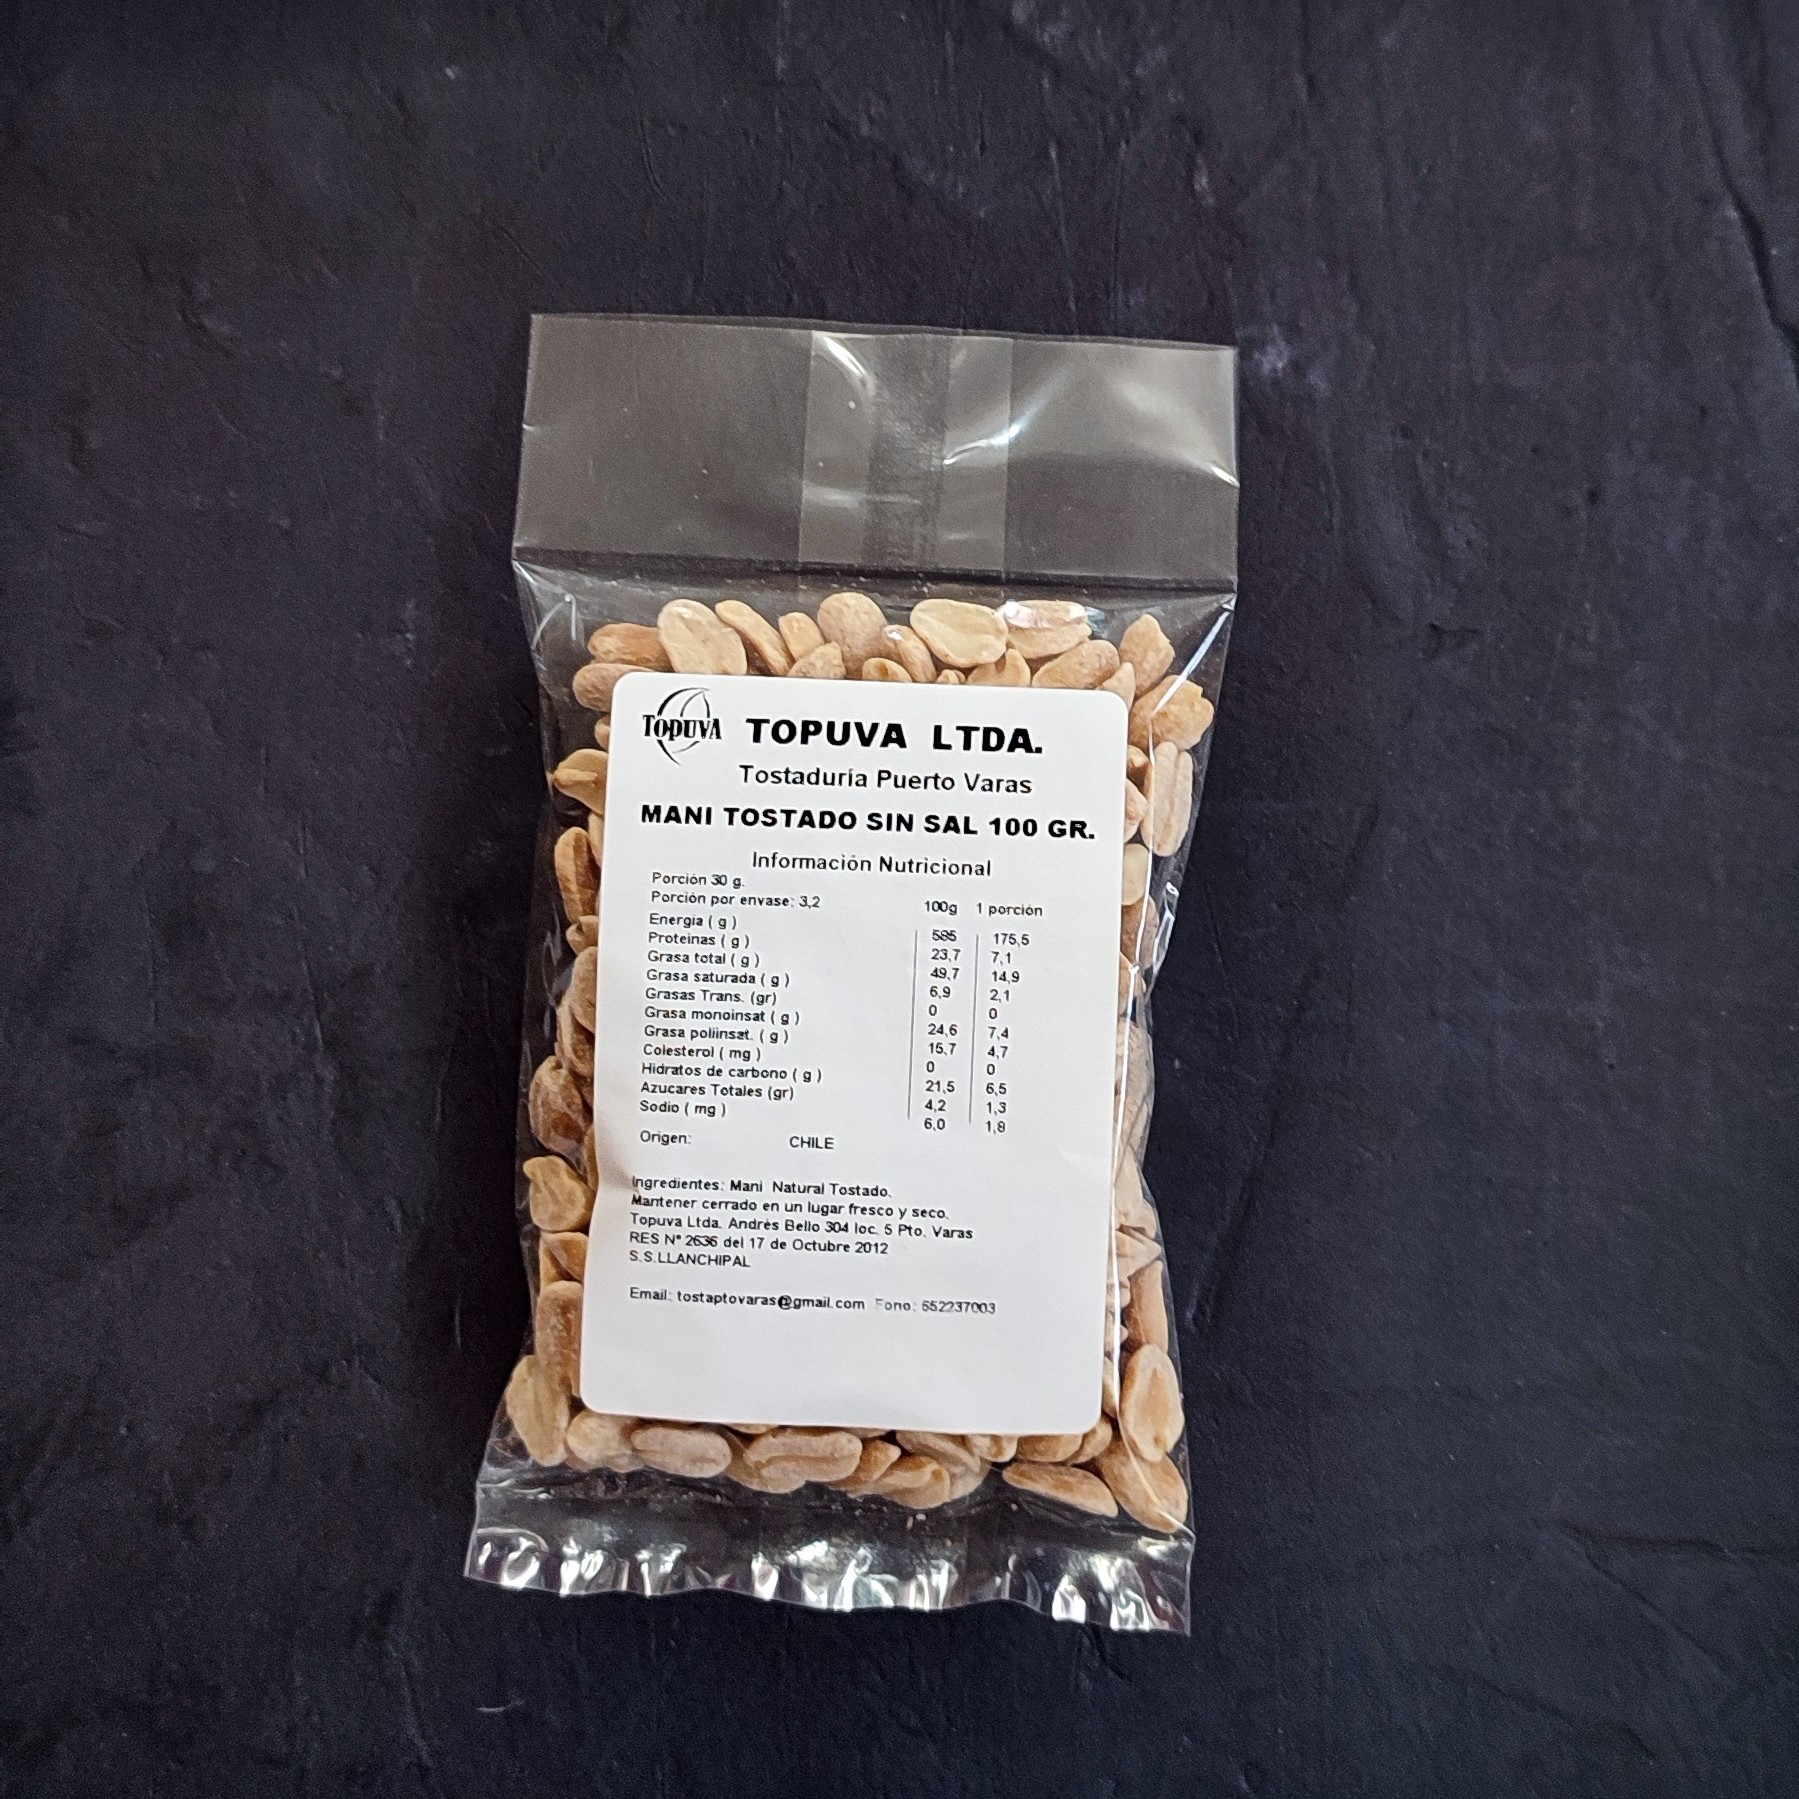 TOPUVA TOPUVA LTDA.
Tostaduría Puerto Varas
MANI TOSTADO SIN SAL 100 GR.
Información Nutricional
Porción 30 g.
Porción por envase: 3,2 100g 1 porción
Energia ( g ) 585 175,5
Proteinas ( g ) 23,7 7,1
Grasa total ( g ) 49,7 14,9
Grasa saturada ( g ) 6,9 2,1
Grasas Trans. (gr) 0 0
Grasa monoinsat ( g ) 24,6 7,4
Grasa poliinsat. ( g ) 15,7 4,7
Colesterol ( mg ) 0 0
Hidratos de carbono ( g ) 21,5 6,5
Azucares Totales (gr) 4,2 1,3
Sodio ( mg ) 6,0 1,8
Origen: CHILE
Ingredientes: Mani Natural Tostado.
Mantener cerrado en un lugar fresco y seco.
Topuva Ltda. Andrés Bello 304 loc. 5 Pto. Varas
RES N° 2636 del 17 de Octubre 2012
S.S.LLANCHIPAL
Email: tostaptovaras@gmail.com Fono: 652237003